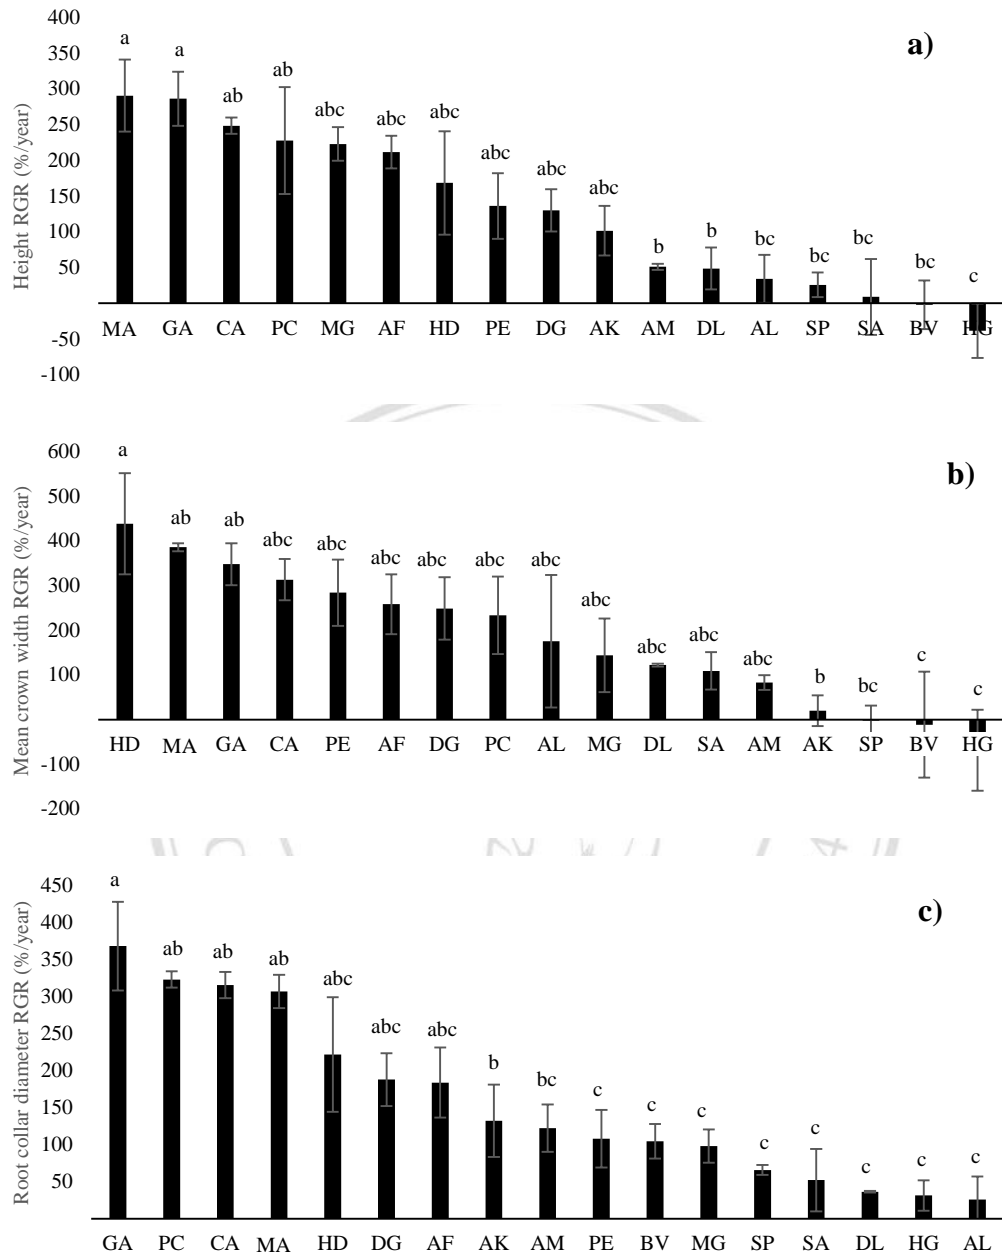 400
350
300
250
200
150
100
50
-50
-100
Height RGR (%/year)
a)
a a ab ab abc abc abc abc abc abc b b bc bc bc bc c
MA GA CA PC MG AF HD PE DG AK AM DL AL SP SA BV HG
600
500
400
300
200
100
-100
-200
Mean crown width RGR (%/year)
b)
a ab ab abc abc abc abc abc abc abc abc abc abc b bc c c
HD MA GA CA PE AF DG PC AL MG DL SA AM AK SP BV HG
450
400
350
300
250
200
150
100
50
Root collar diameter RGR (%/year)
c)
a ab ab ab abc abc abc b bc c c c c c c c c
GA PC CA MA HD DG AF AK AM PE BV MG SP SA DL HG AL